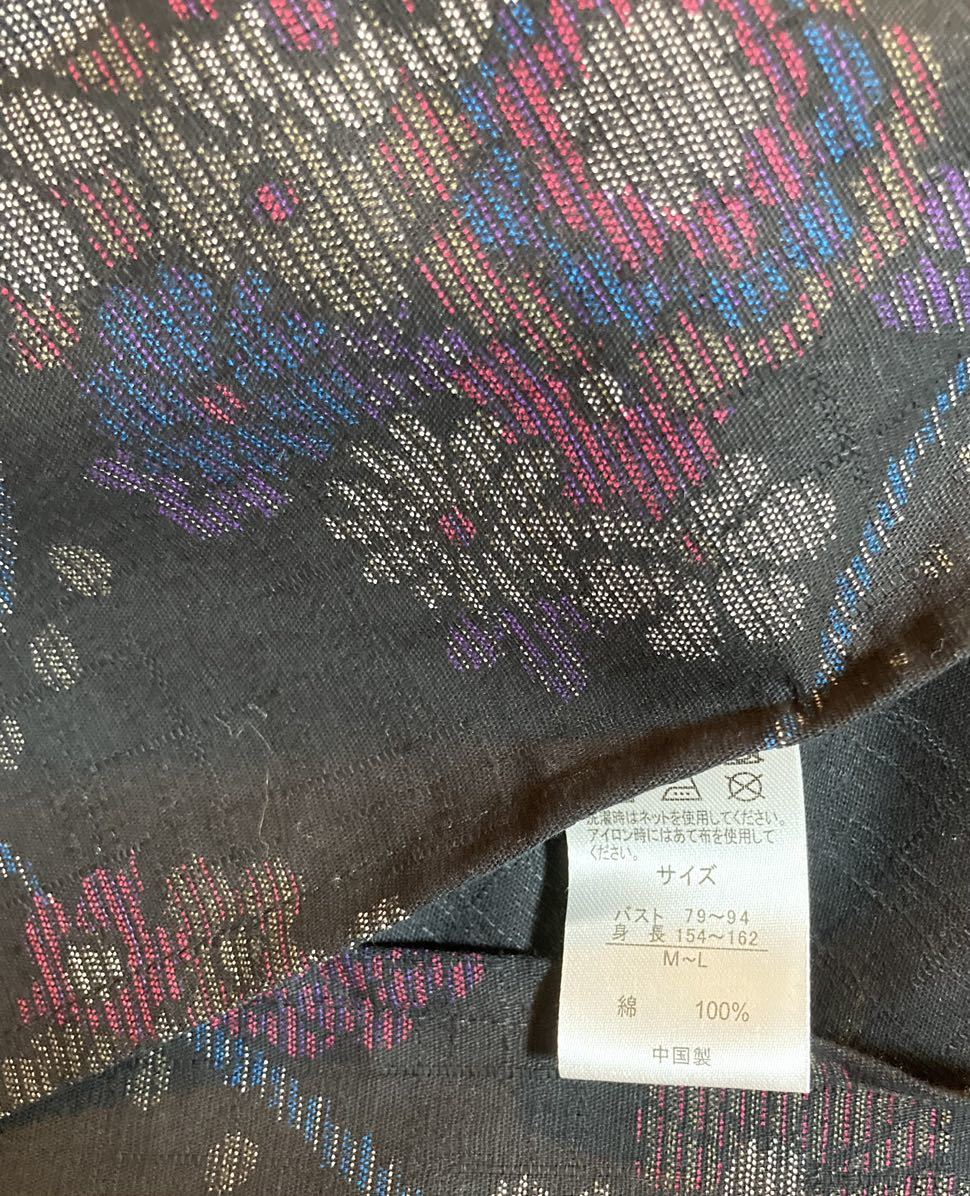 洗濯時はネットを使用してください。
アイロン時にはあて布を使用して
ください。
サイズ
バスト 79～94
身 長 154～162
M～L
綿 100%
中国製